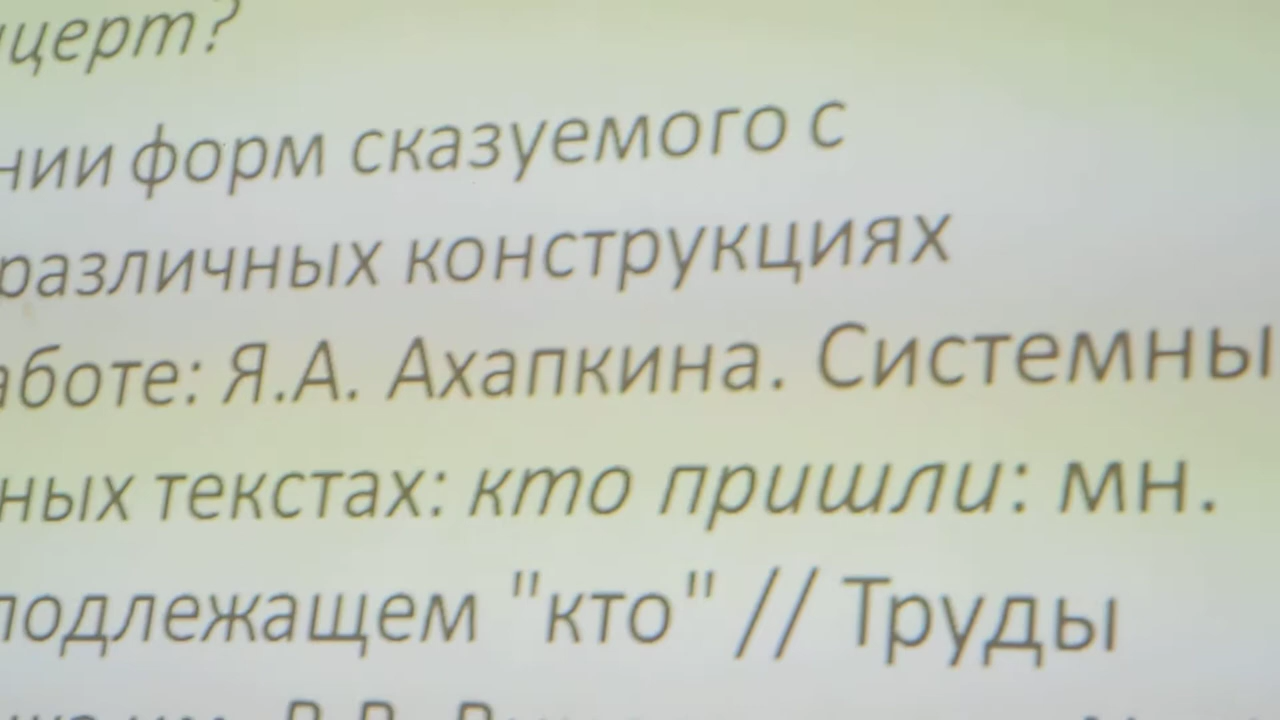 церт?
нии форм сказуемого с
различных конструкциях
аботе: Я.А. Ахапкина. Системны
ных текстах: кто пришли: мн.
подлежащем "кто" // Труды
В.В.